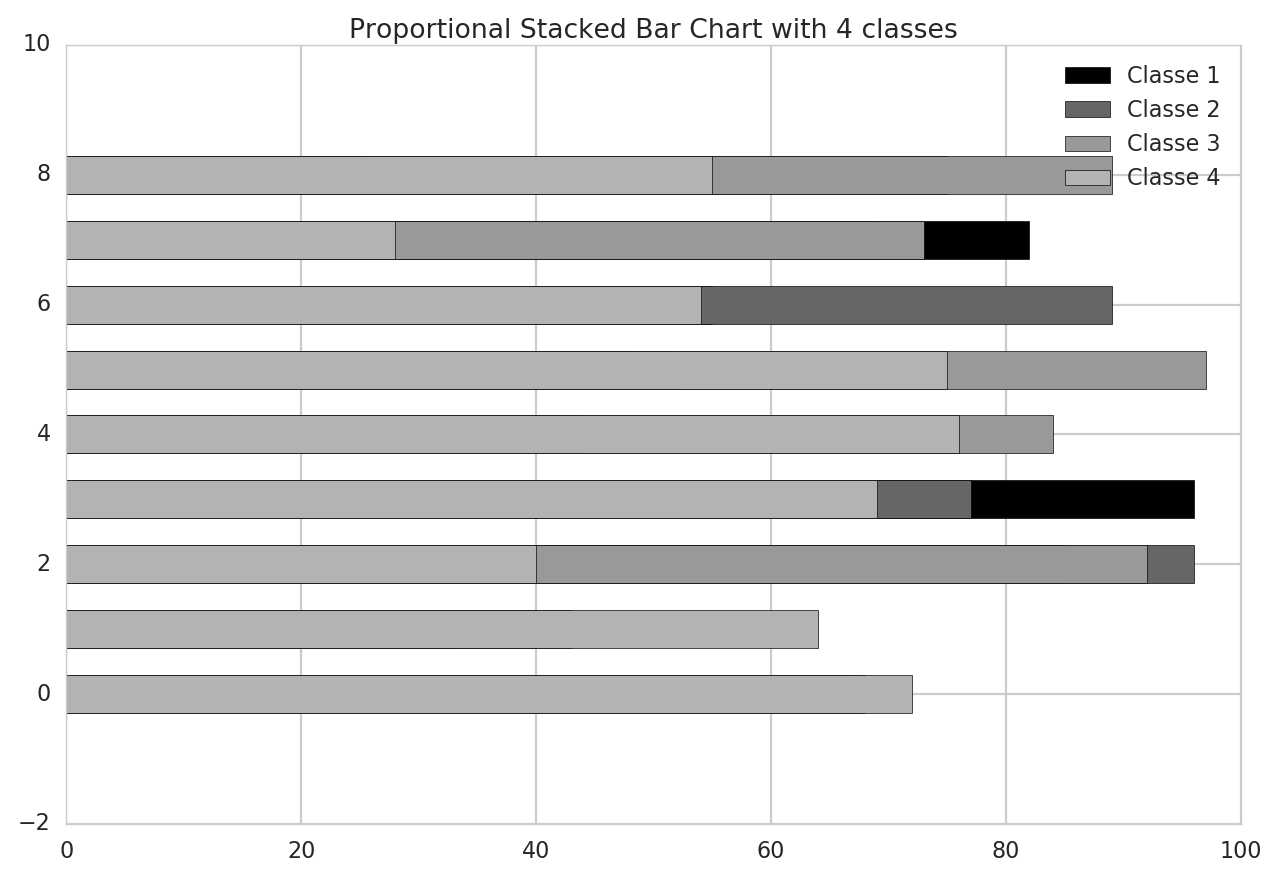 Proportional Stacked Bar Chart with 4 classes
10
8
6
4
2
0
−2
Classe 1
Classe 2
Classe 3
Classe 4
0 20 40 60 80 100